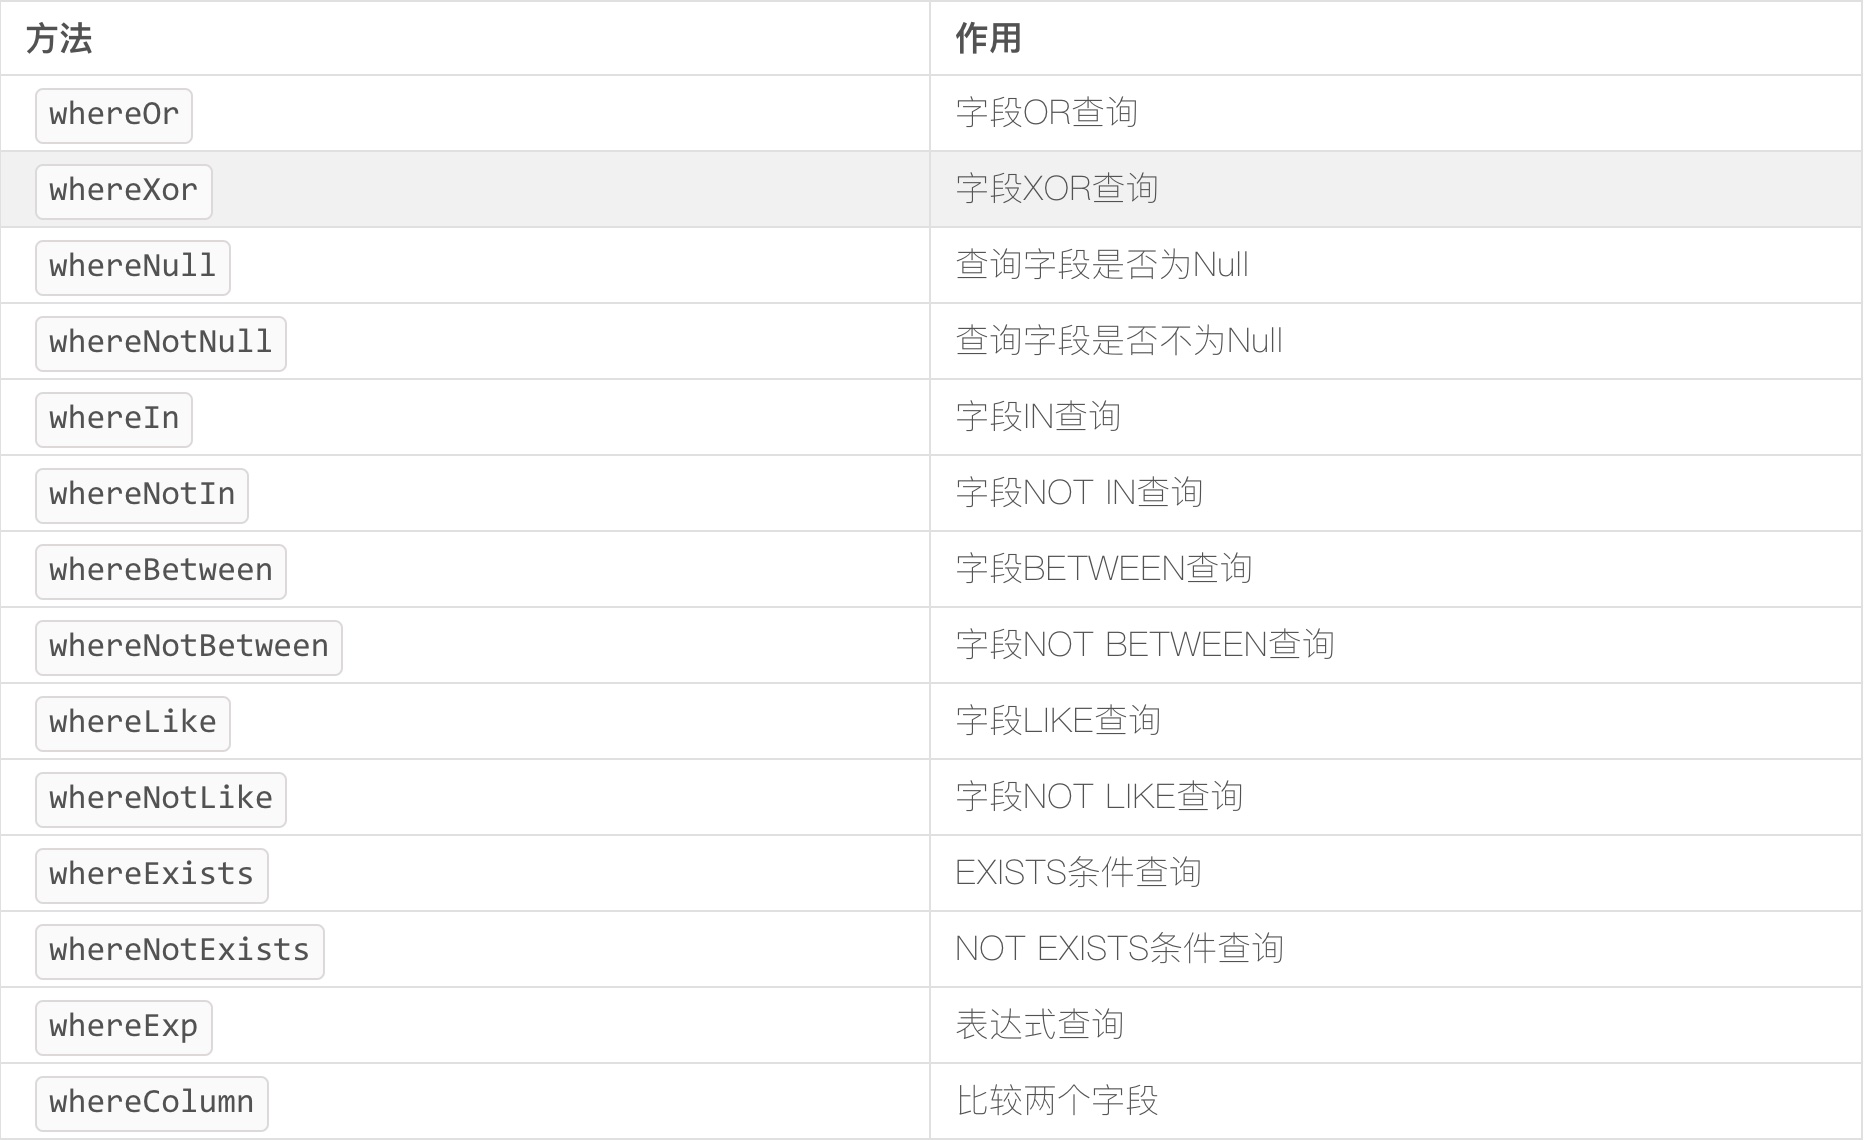 方法 作用
whereOr 字段OR查询
whereXor 字段XOR查询
whereNull 查询字段是否为Null
whereNotNull 查询字段是否不为Null
whereIn 字段IN查询
whereNotIn 字段NOT IN查询
whereBetween 字段BETWEEN查询
whereNotBetween 字段NOT BETWEEN查询
whereLike 字段LIKE查询
whereNotLike 字段NOT LIKE查询
whereExists EXISTS条件查询
whereNotExists NOT EXISTS条件查询
whereExp 表达式查询
whereColumn 比较两个字段